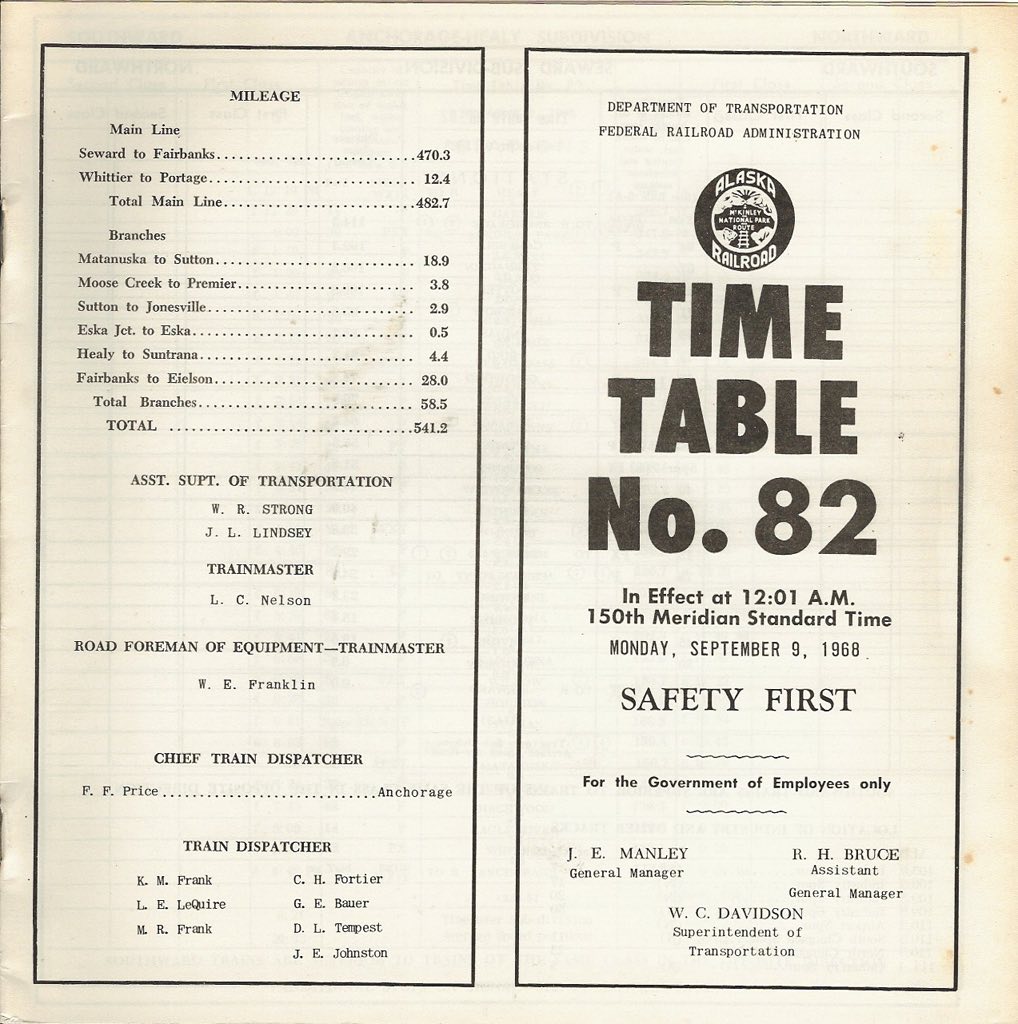 MILEAGE
Main Line
Seward to Fairbanks..............................470.3
Whittier to Portage............................... 12.4
Total Main Line.............................482.7
Branches
Matanuska to Sutton............................. 18.9
Moose Creek to Premier......................... 3.8
Sutton to Jonesville.............................. 2.9
Eska Jct. to Eska................................. 0.5
Healy to Suntrana................................ 4.4
Fairbanks to Eielson.............................. 28.0
Total Branches................................ 58.5
TOTAL ....................................541.2
ASST. SUPT. OF TRANSPORTATION
W. R. STRONG
J. L. LINDSEY
TRAINMASTER
L. C. Nelson
ROAD FOREMAN OF EQUIPMENT—TRAINMASTER
W. E. Franklin
CHIEF TRAIN DISPATCHER
F. F. Price............................Anchorage
TRAIN DISPATCHER
K. M. Frank C. H. Fortier
L. E. LeQuire G. E. Bauer
M. R. Frank D. L. Tempest
J. E. Johnston
DEPARTMENT OF TRANSPORTATION
FEDERAL RAILROAD ADMINISTRATION
ALASKA
McKINLEY
NATIONAL PARK
ROUTE
RAILROAD
TIME
TABLE
No. 82
In Effect at 12:01 A.M.
150th Meridian Standard Time
MONDAY, SEPTEMBER 9, 1968
SAFETY FIRST
For the Government of Employees only
J. E. MANLEY
General Manager
R. H. BRUCE
Assistant
General Manager
W. C. DAVIDSON
Superintendent of
Transportation